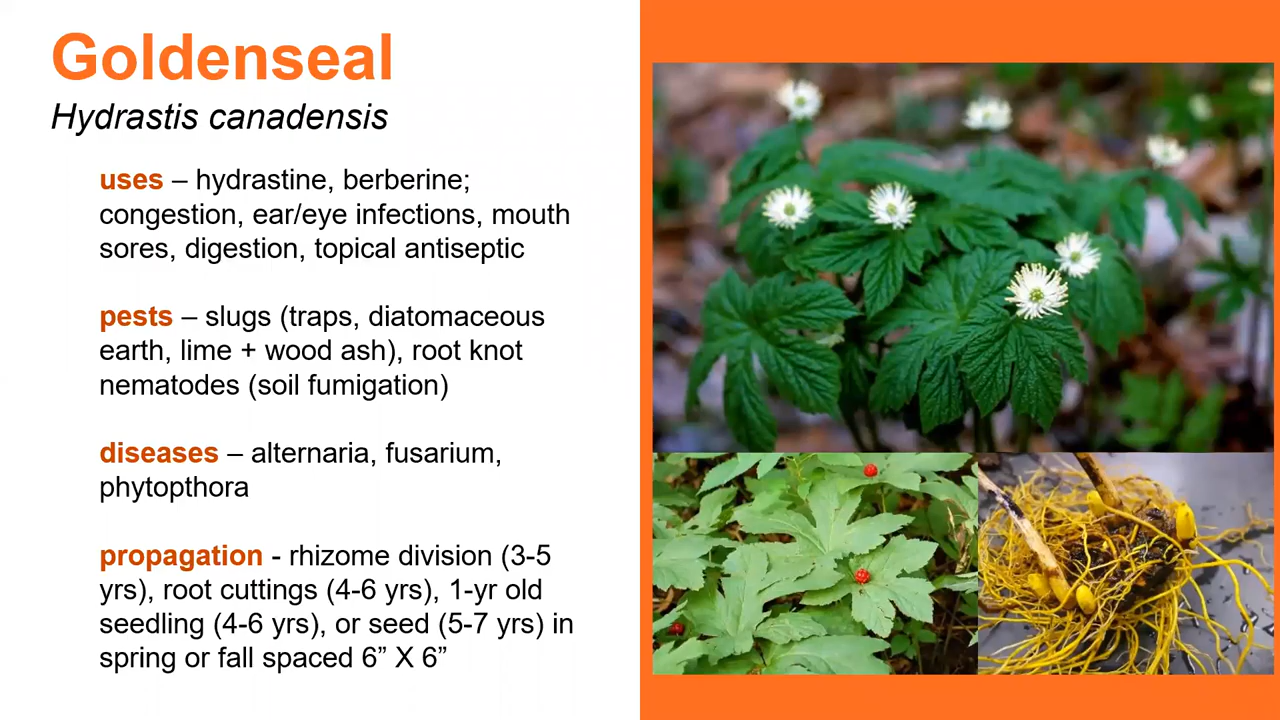 Goldenseal
Hydrastis canadensis
uses – hydrastine, berberine;
congestion, ear/eye infections, mouth
sores, digestion, topical antiseptic
pests – slugs (traps, diatomaceous
earth, lime + wood ash), root knot
nematodes (soil fumigation)
diseases – alternaria, fusarium,
phytopthora
propagation - rhizome division (3-5
yrs), root cuttings (4-6 yrs), 1-yr old
seedling (4-6 yrs), or seed (5-7 yrs) in
spring or fall spaced 6” X 6”